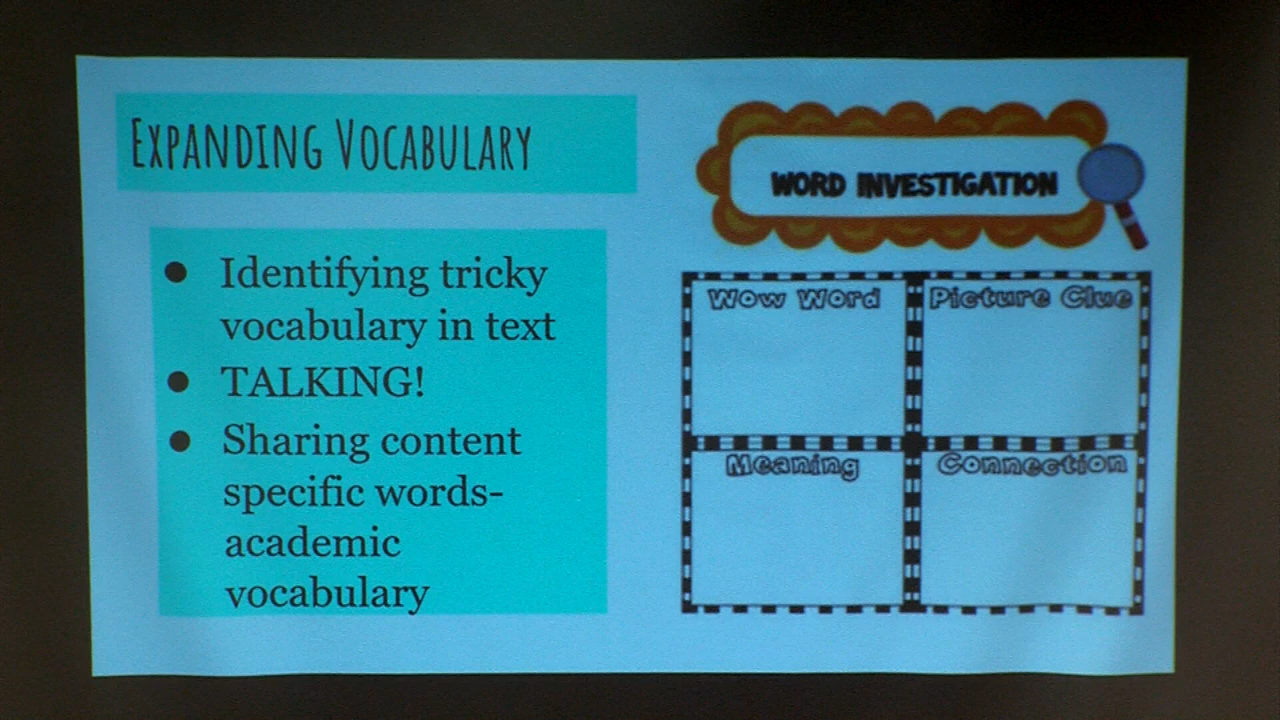 Expanding Vocabulary
● Identifying tricky
vocabulary in text
● TALKING!
● Sharing content
specific words-
academic
vocabulary
WORD INVESTIGATION
Wow Word
Picture Clue
Meaning
Connection